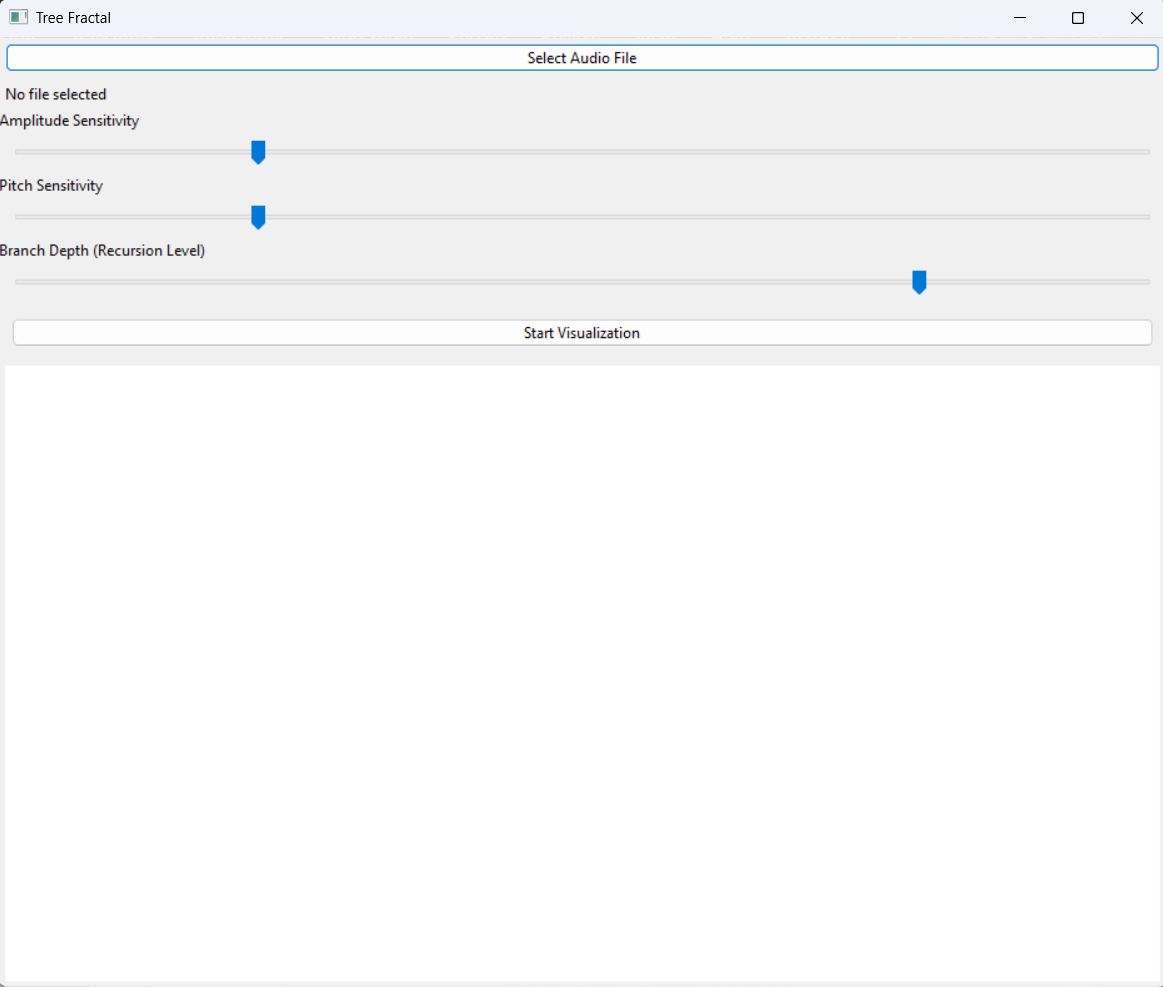 Tree Fractal
Select Audio File
No file selected
Amplitude Sensitivity
Pitch Sensitivity
Branch Depth (Recursion Level)
Start Visualization